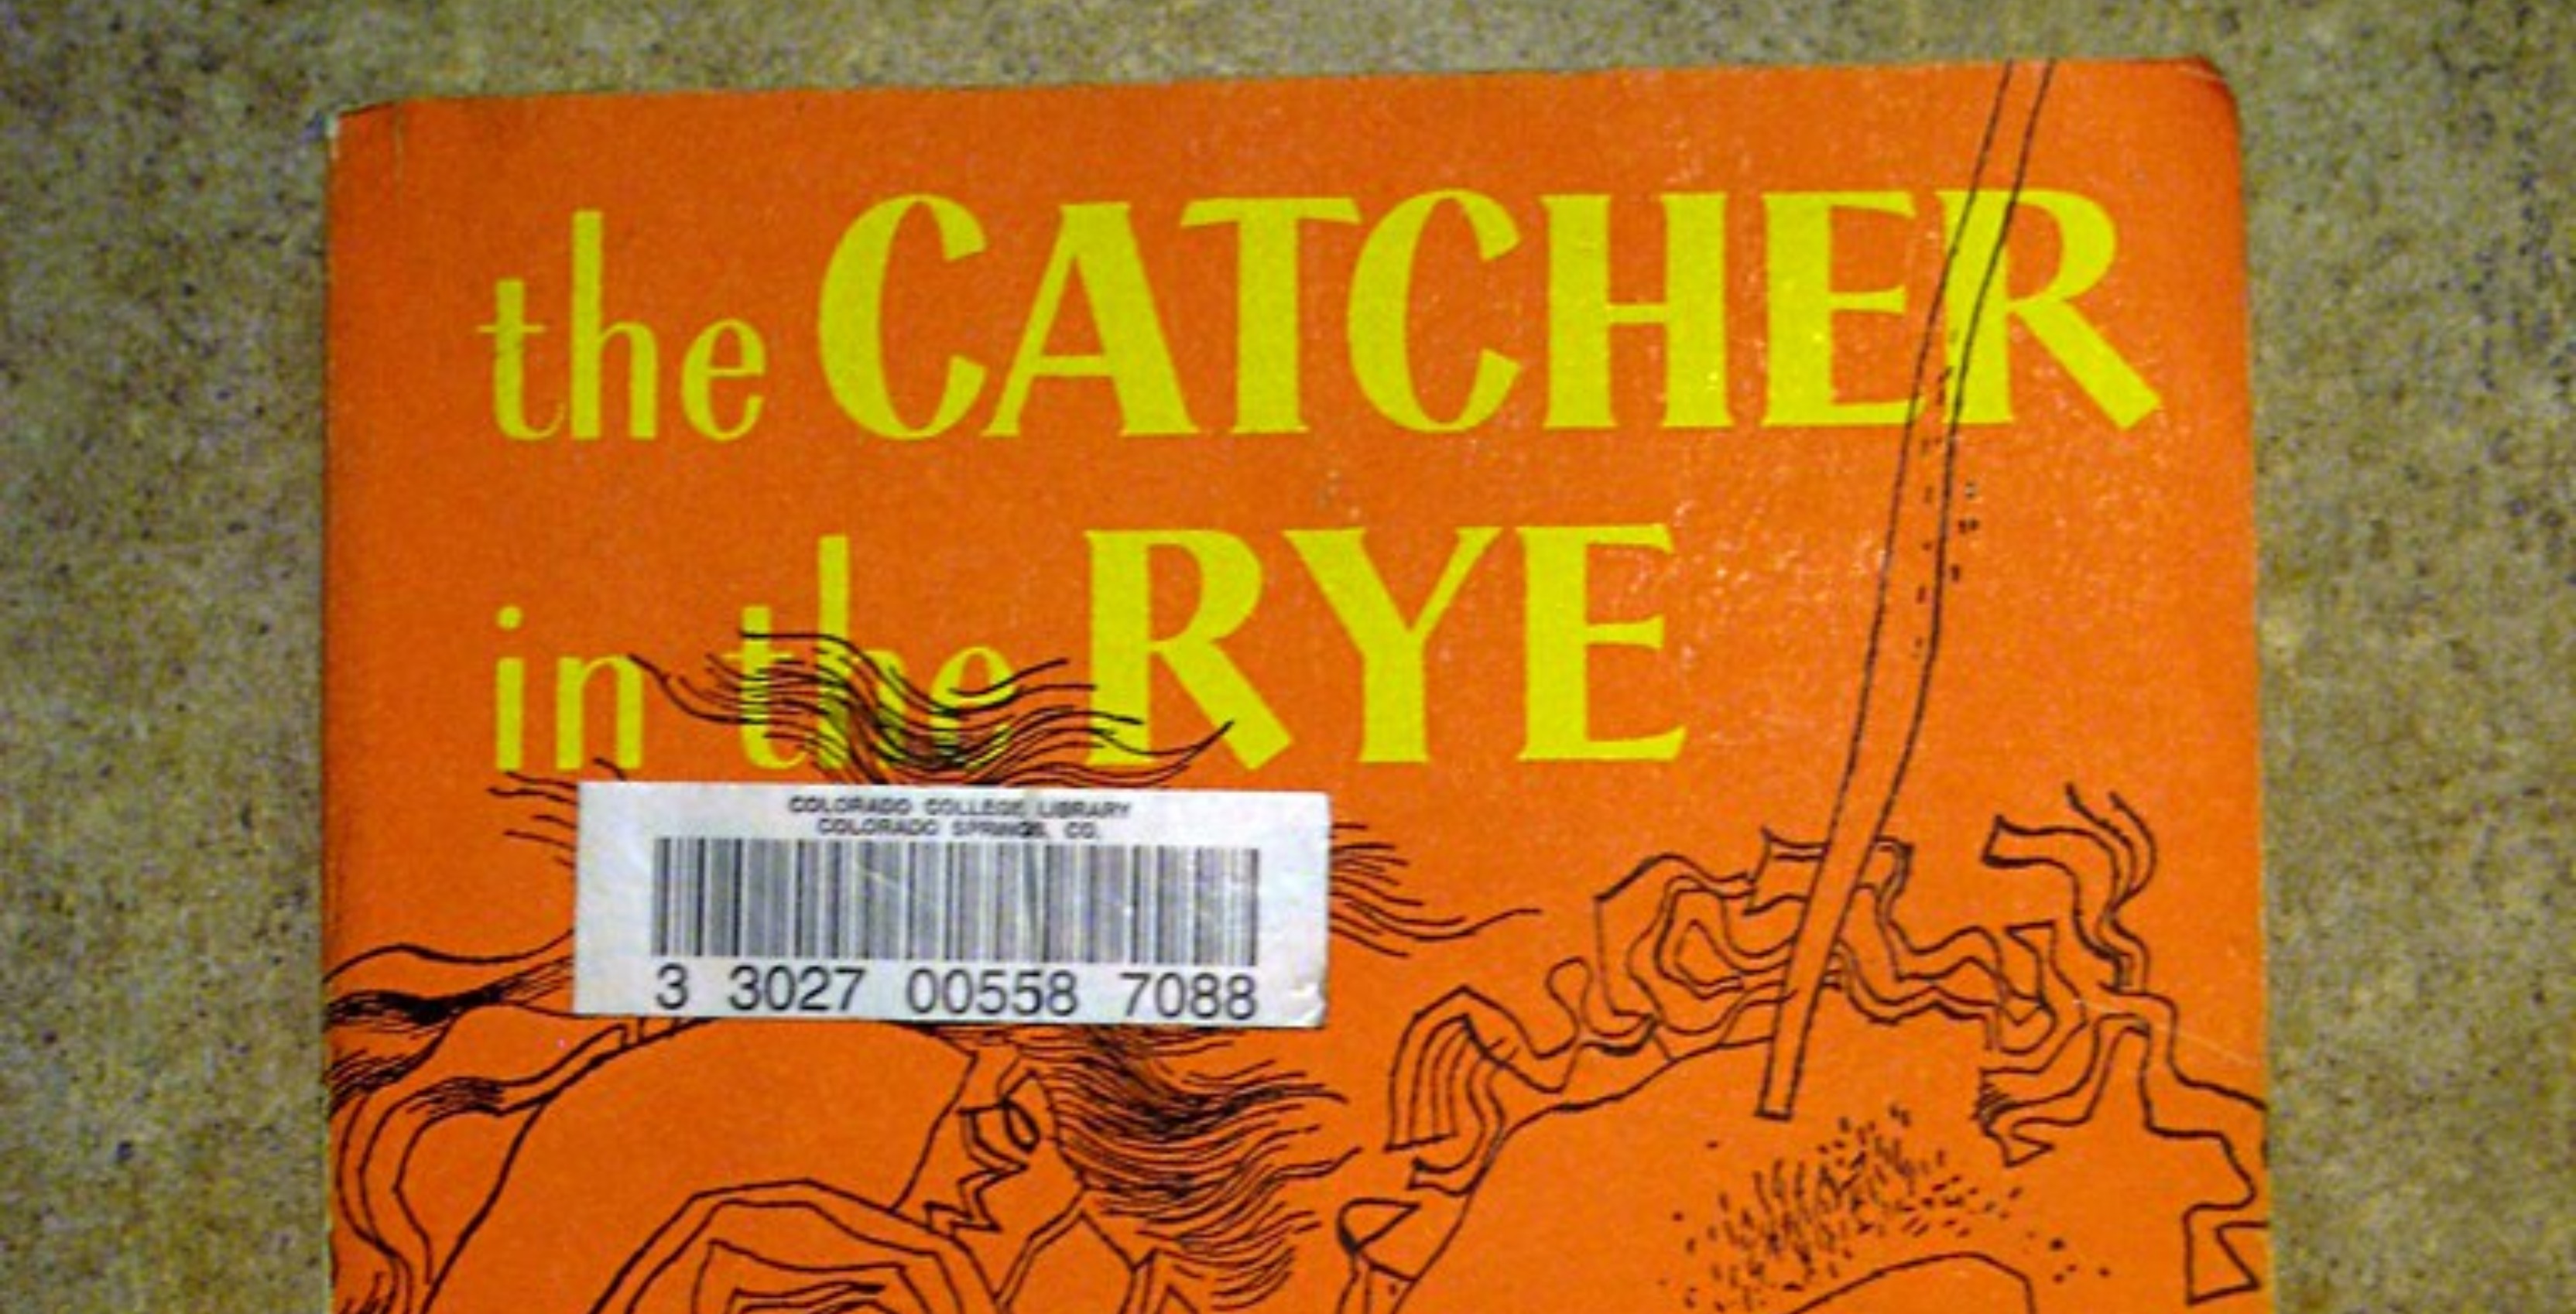 the CATCHER
in the RYE
COLORADO COLLEGE LIBRARY
COLORADO SPRINGS, CO.
3 3027 00558 7088